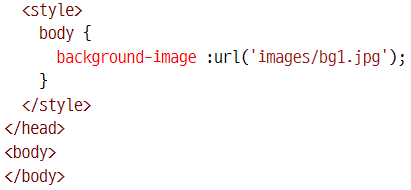 <style>
body {
background-image :url('images/bg1.jpg');
}
</style>
</head>
<body>
</body>